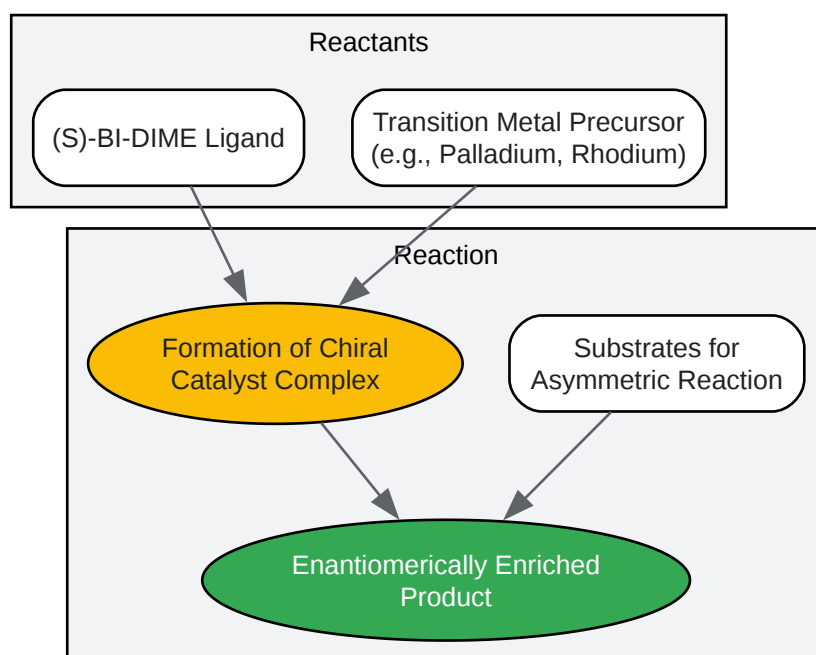 Reactants
(S)-BI-DIME Ligand
Transition Metal Precursor
(e.g., Palladium, Rhodium)
Reaction
Formation of Chiral
Catalyst Complex
Substrates for
Asymmetric Reaction
Enantiomerically Enriched
Product